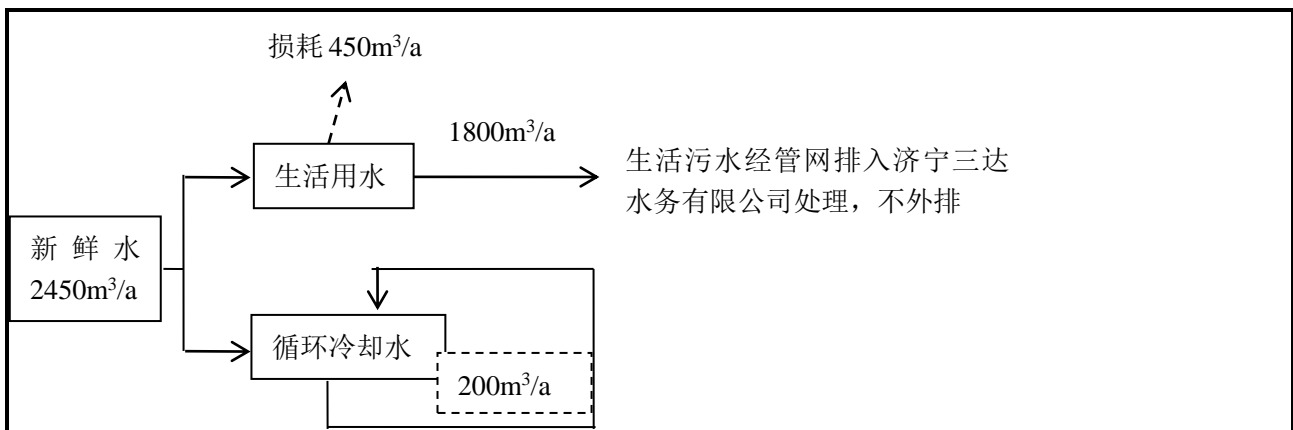 损耗 450m³/a
1800m³/a
生活用水
生活污水经管网排入济宁三达
水务有限公司处理，不外排
新鲜水
2450m³/a
循环冷却水
200m³/a